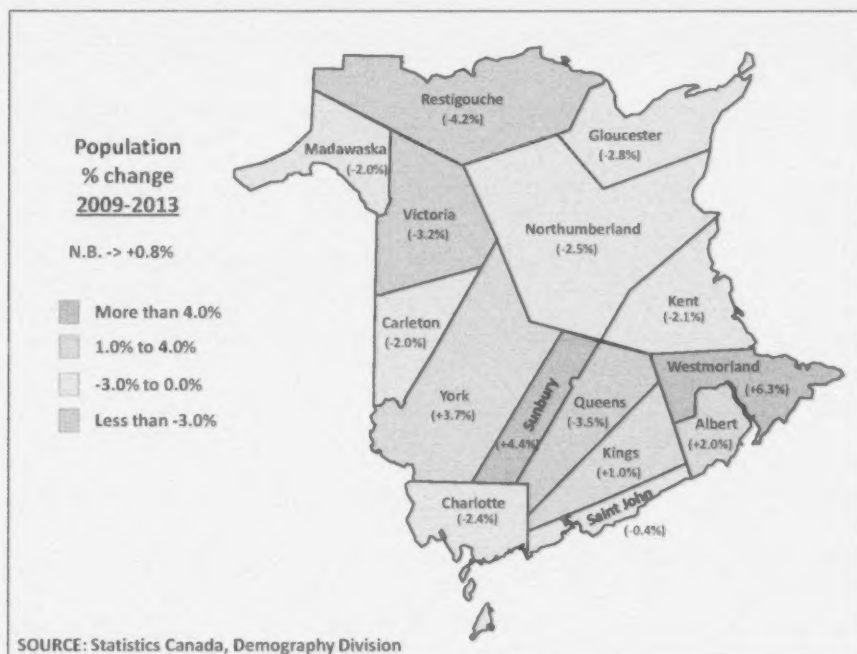 Population
% change
2009-2013
N.B. -> +0.8%
More than 4.0%
1.0% to 4.0%
-3.0% to 0.0%
Less than -3.0%
Restigouche
(-4.2%)
Gloucester
(-2.8%)
Madawaska
(-2.0%)
Victoria
(-3.2%)
Northumberland
(-2.5%)
Kent
(-2.1%)
Carleton
(-2.0%)
Westmorland
(+6.3%)
York
(+3.7%)
Sunbury
(+4.4%)
Queens
(-3.5%)
Albert
(+2.0%)
Kings
(+1.0%)
Charlotte
(-2.4%)
Saint John
(-0.4%)
SOURCE: Statistics Canada, Demography Division